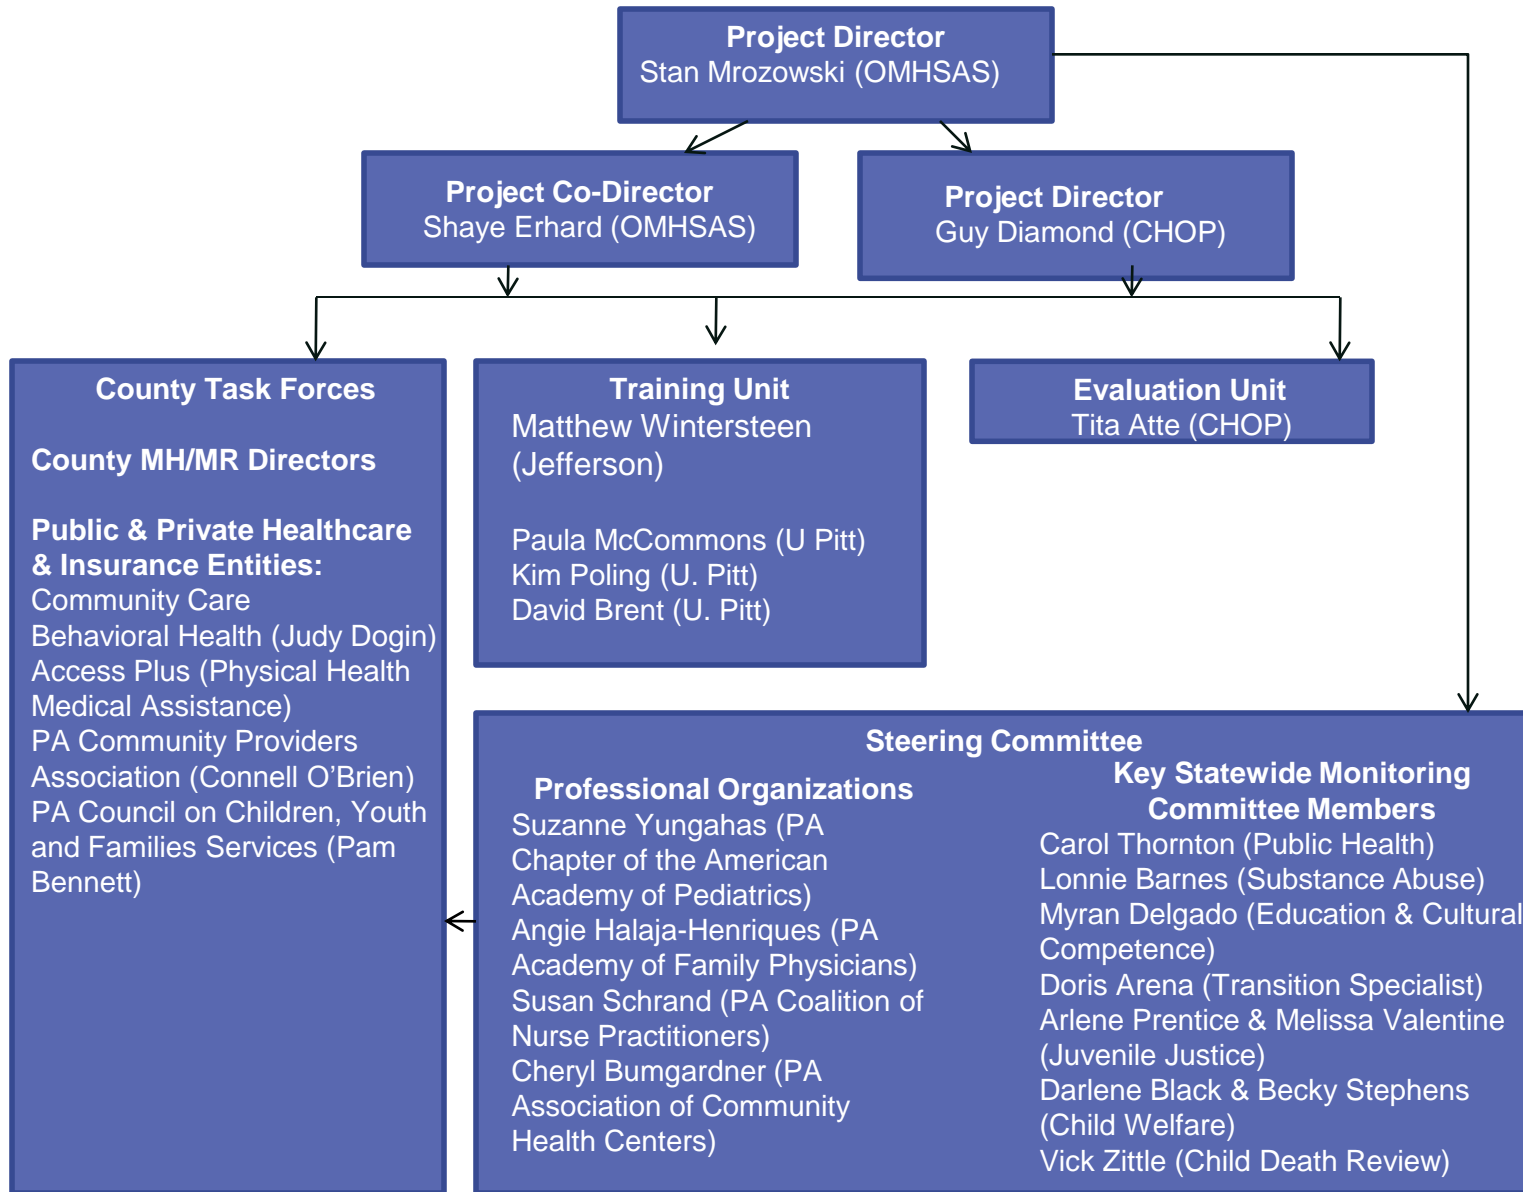 Project Director
Stan Mrozowski (OMHSAS)
Project Co-Director
Shaye Erhard (OMHSAS)
Project Director
Guy Diamond (CHOP)
County Task Forces
County MH/MR Directors
Public & Private Healthcare
& Insurance Entities:
Community Care
Behavioral Health (Judy Dogin)
Access Plus (Physical Health
Medical Assistance)
PA Community Providers
Association (Connell O’Brien)
PA Council on Children, Youth
and Families Services (Pam
Bennett)
Training Unit
Matthew Wintersteen
(Jefferson)
Paula McCommons (U Pitt)
Kim Poling (U. Pitt)
David Brent (U. Pitt)
Evaluation Unit
Tita Atte (CHOP)
Steering Committee
Professional Organizations
Suzanne Yungahas (PA
Chapter of the American
Academy of Pediatrics)
Angie Halaja-Henriques (PA
Academy of Family Physicians)
Susan Schrand (PA Coalition of
Nurse Practitioners)
Cheryl Bumgardner (PA
Association of Community
Health Centers)
Key Statewide Monitoring
Committee Members
Carol Thornton (Public Health)
Lonnie Barnes (Substance Abuse)
Myran Delgado (Education & Cultural
Competence)
Doris Arena (Transition Specialist)
Arlene Prentice & Melissa Valentine
(Juvenile Justice)
Darlene Black & Becky Stephens
(Child Welfare)
Vick Zittle (Child Death Review)